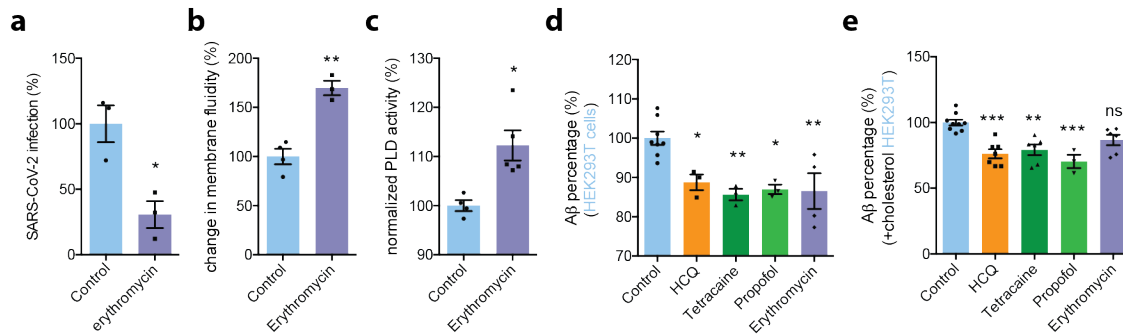 a
SARS-CoV-2 infection (%)
150
100
50
0
*
Control
erythromycin
b
change in membrane fluidity (%)
200
150
100
50
0
**
Control
Erythromycin
c
normalized PLD activity (%)
120
110
100
90
*
Control
Erythromycin
d
Aβ percentage (%)
(HEK293T cells)
120
110
100
90
80
70
*
**
*
**
Control
HCQ
Tetracaine
Propofol
Erythromycin
e
Aβ percentage (%)
(+cholesterol HEK293T)
150
100
50
0
***
**
***
ns
Control
HCQ
Tetracaine
Propofol
Erythromycin